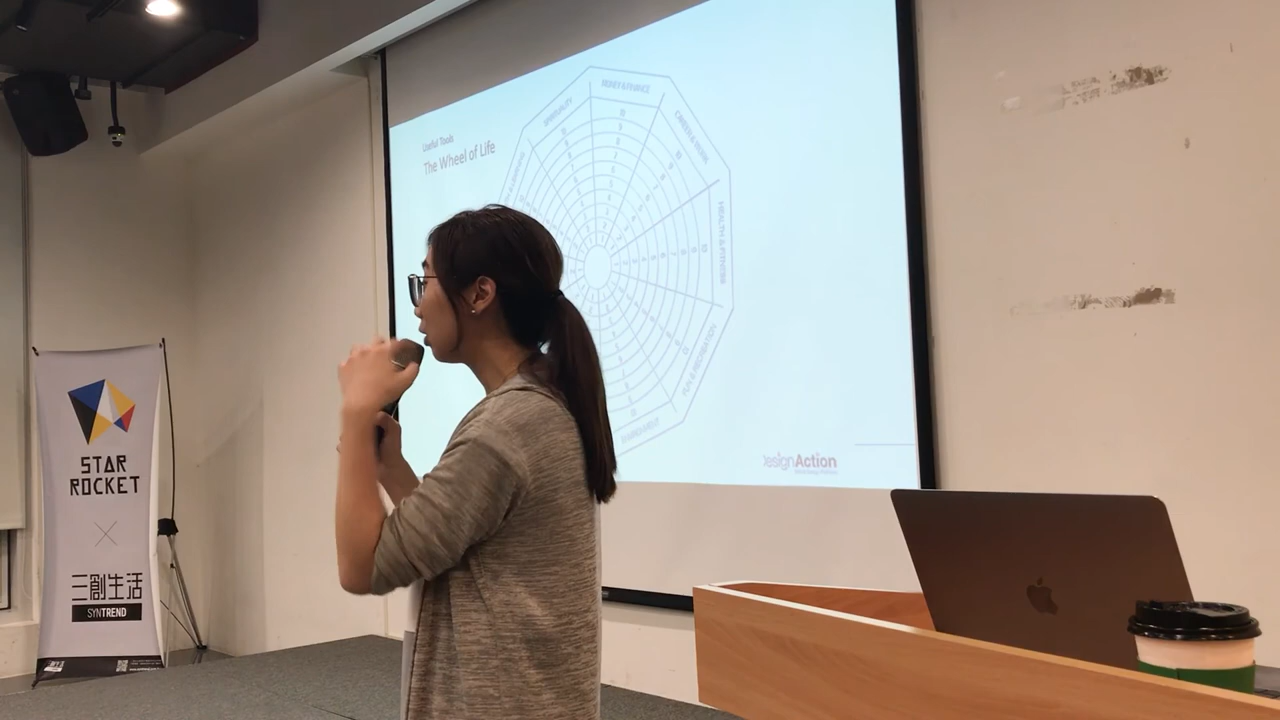 Useful Tools
The Wheel of Life
SPIRITUALITY
MONEY & FINANCE
CAREER & WORK
HEALTH & FITNESS
FUN & RECREATION
ENVIRONMENT
esignAction
STAR
ROCKET
三創生活
SYNTREND